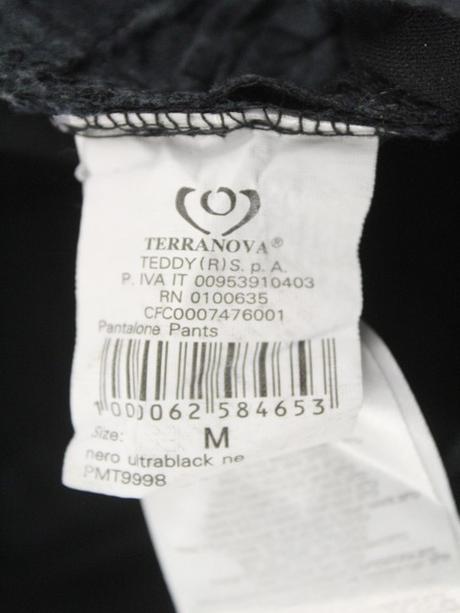 TERRANOVA®
TEDDY(R)S.p.A.
P. IVA IT 00953910403
RN 0100635
CFC0007476001
Pantalone Pants
1000062584653
Size: M
nero ultrablack ne
PMT9998